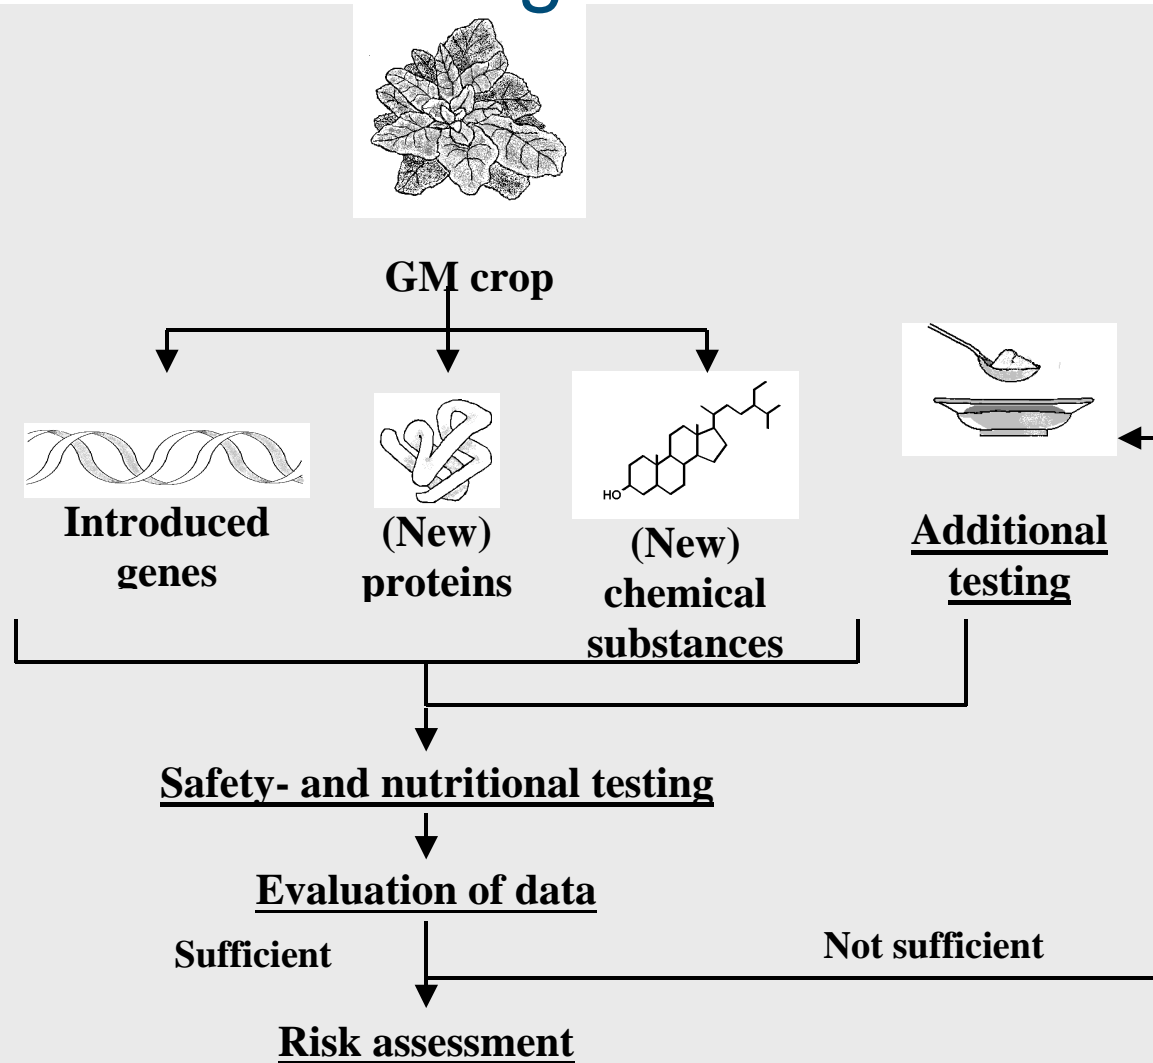 GM crop
Introduced
genes
(New)
proteins
HO
(New)
chemical
substances
Additional
testing
Safety- and nutritional testing
Evaluation of data
Sufficient
Not sufficient
Risk assessment